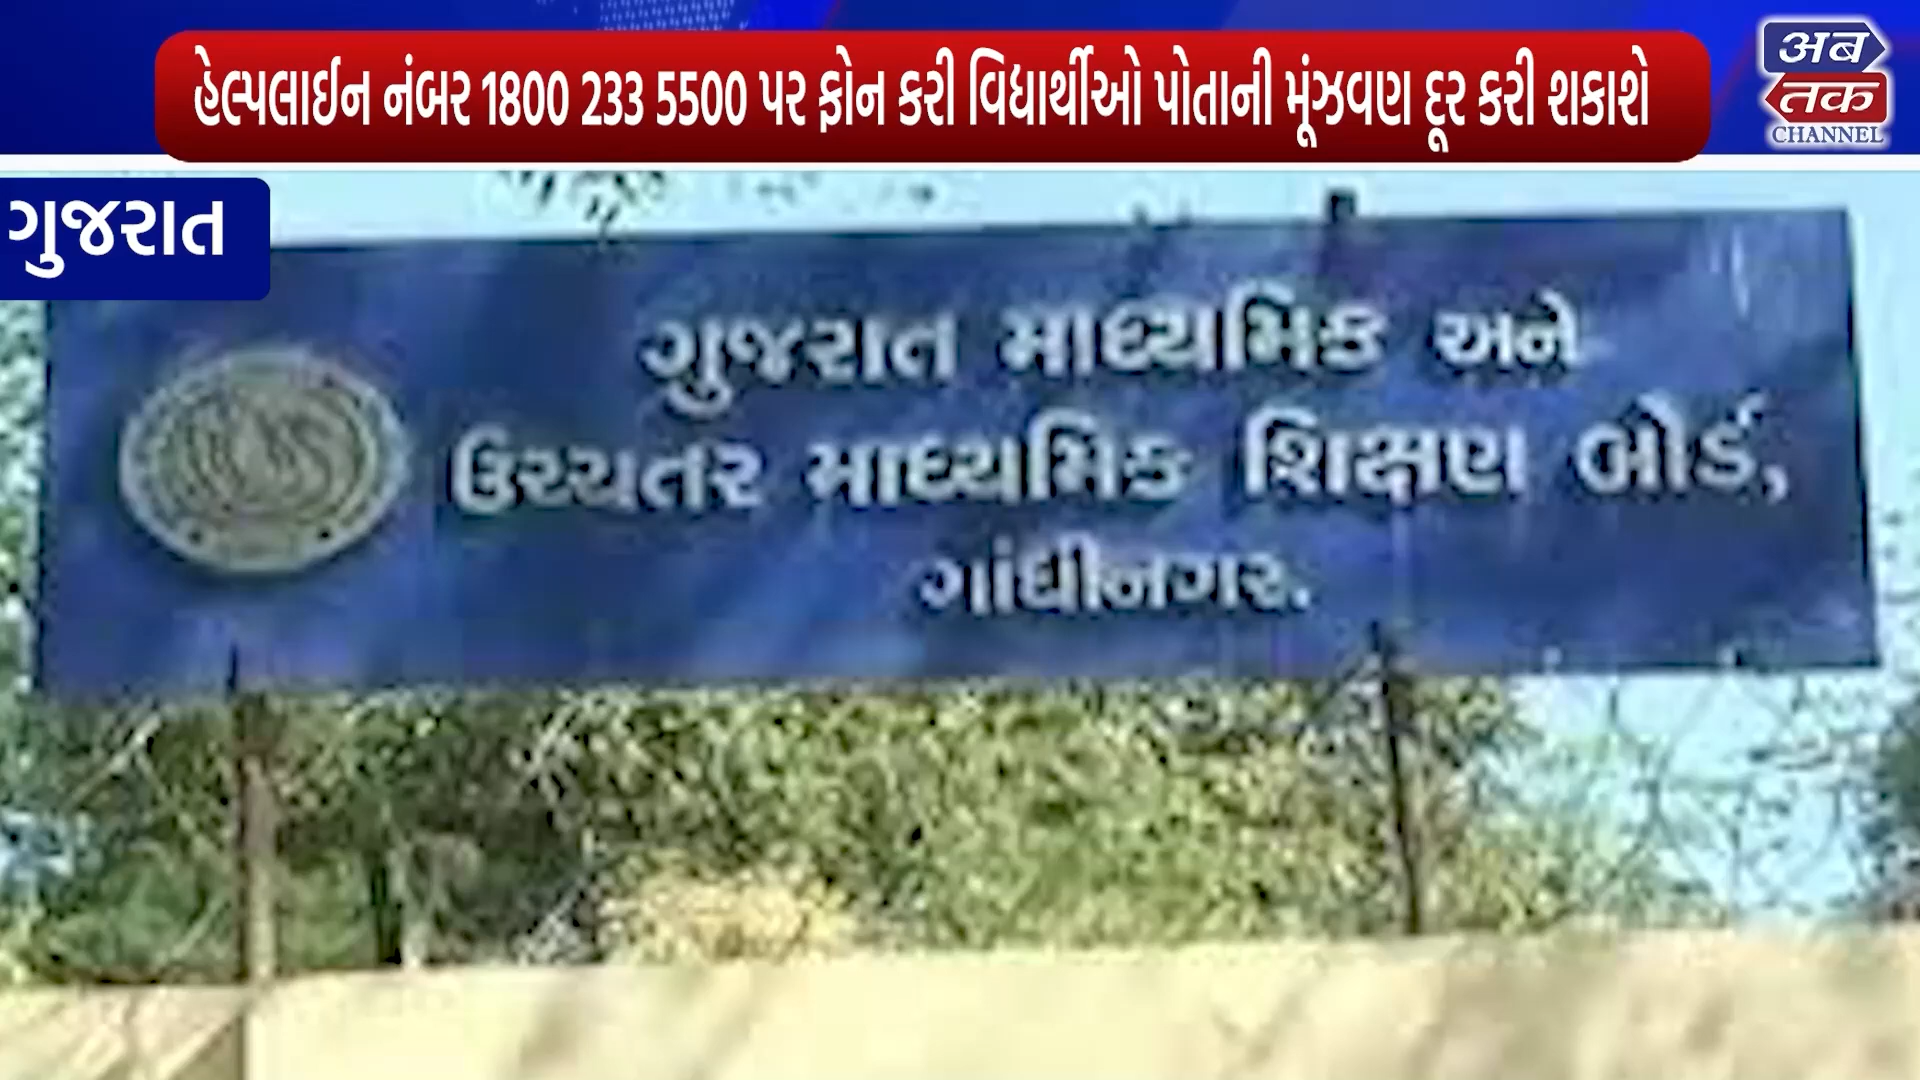 હેલ્પલાઈન નંબર 1800 233 5500 પર ફોન કરી વિદ્યાર્થીઓ પોતાની મૂંઝવણ દૂર કરી શકાશે
अब
तक
CHANNEL
ગુજરાત
ગુજરાત માધ્યમિક અને
ઉચ્ચતર માધ્યમિક શિક્ષણ બોર્ડ,
ગાંધીનગર.